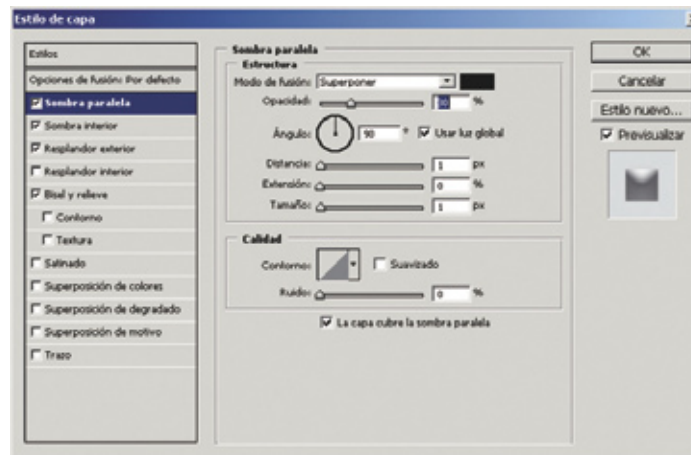 Estilo de capa
Estilos
Opciones de fusión: Por defecto
Sombra paralela
Sombra interior
Resplandor exterior
Resplandor interior
Bisel y relieve
Contorno
Textura
Satinado
Superposición de colores
Superposición de degradado
Superposición de motivo
Trazo
Sombra paralela
Estructura
Modo de fusión: Superponer
Opacidad: %
Ángulo: 90 ° Usar luz global
Distancia: 1 px
Extensión: 0 %
Tamaño: 1 px
Calidad
Contorno: Suavizado
Ruido: 0 %
La capa cubre la sombra paralela
OK
Cancelar
Estilo nuevo...
Previsualizar